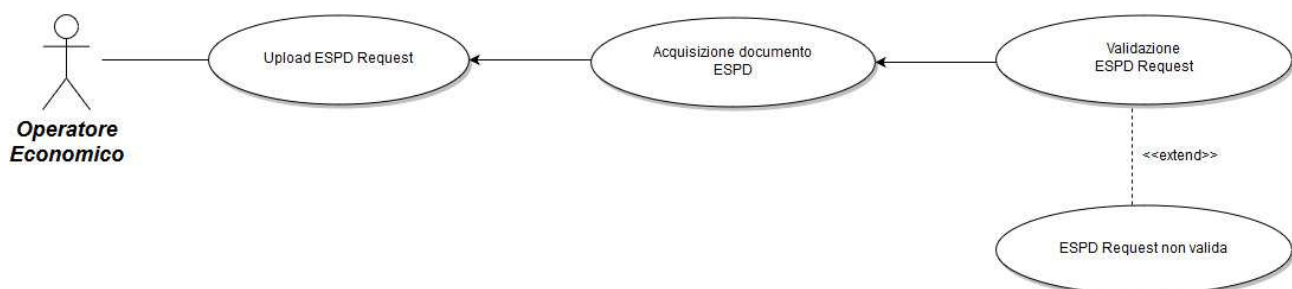 Upload ESPD Request
Acquisizione documento
ESPD
Validazione
ESPD Request
Operatore
Economico
<<extend>>
ESPD Request non valida